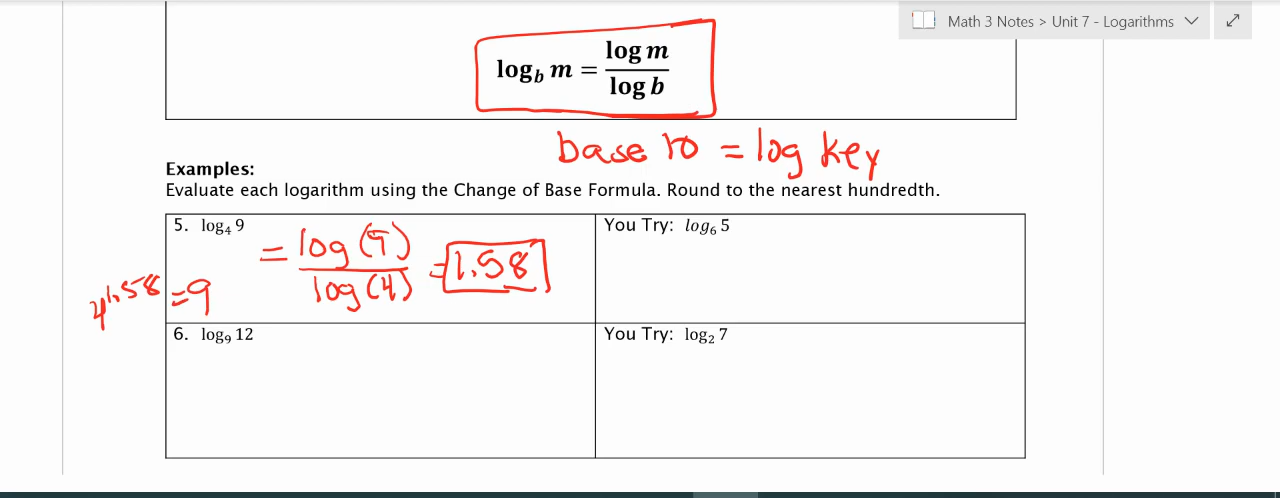 Math 3 Notes > Unit 7 - Logarithms
log_b m = log m / log b
base 10 = log key
Examples:
Evaluate each logarithm using the Change of Base Formula. Round to the nearest hundredth.
5. log₄ 9
= log(9) / log(4) = 1.58
4^1.58 = 9
You Try: log₆ 5
6. log₉ 12
You Try: log₂ 7